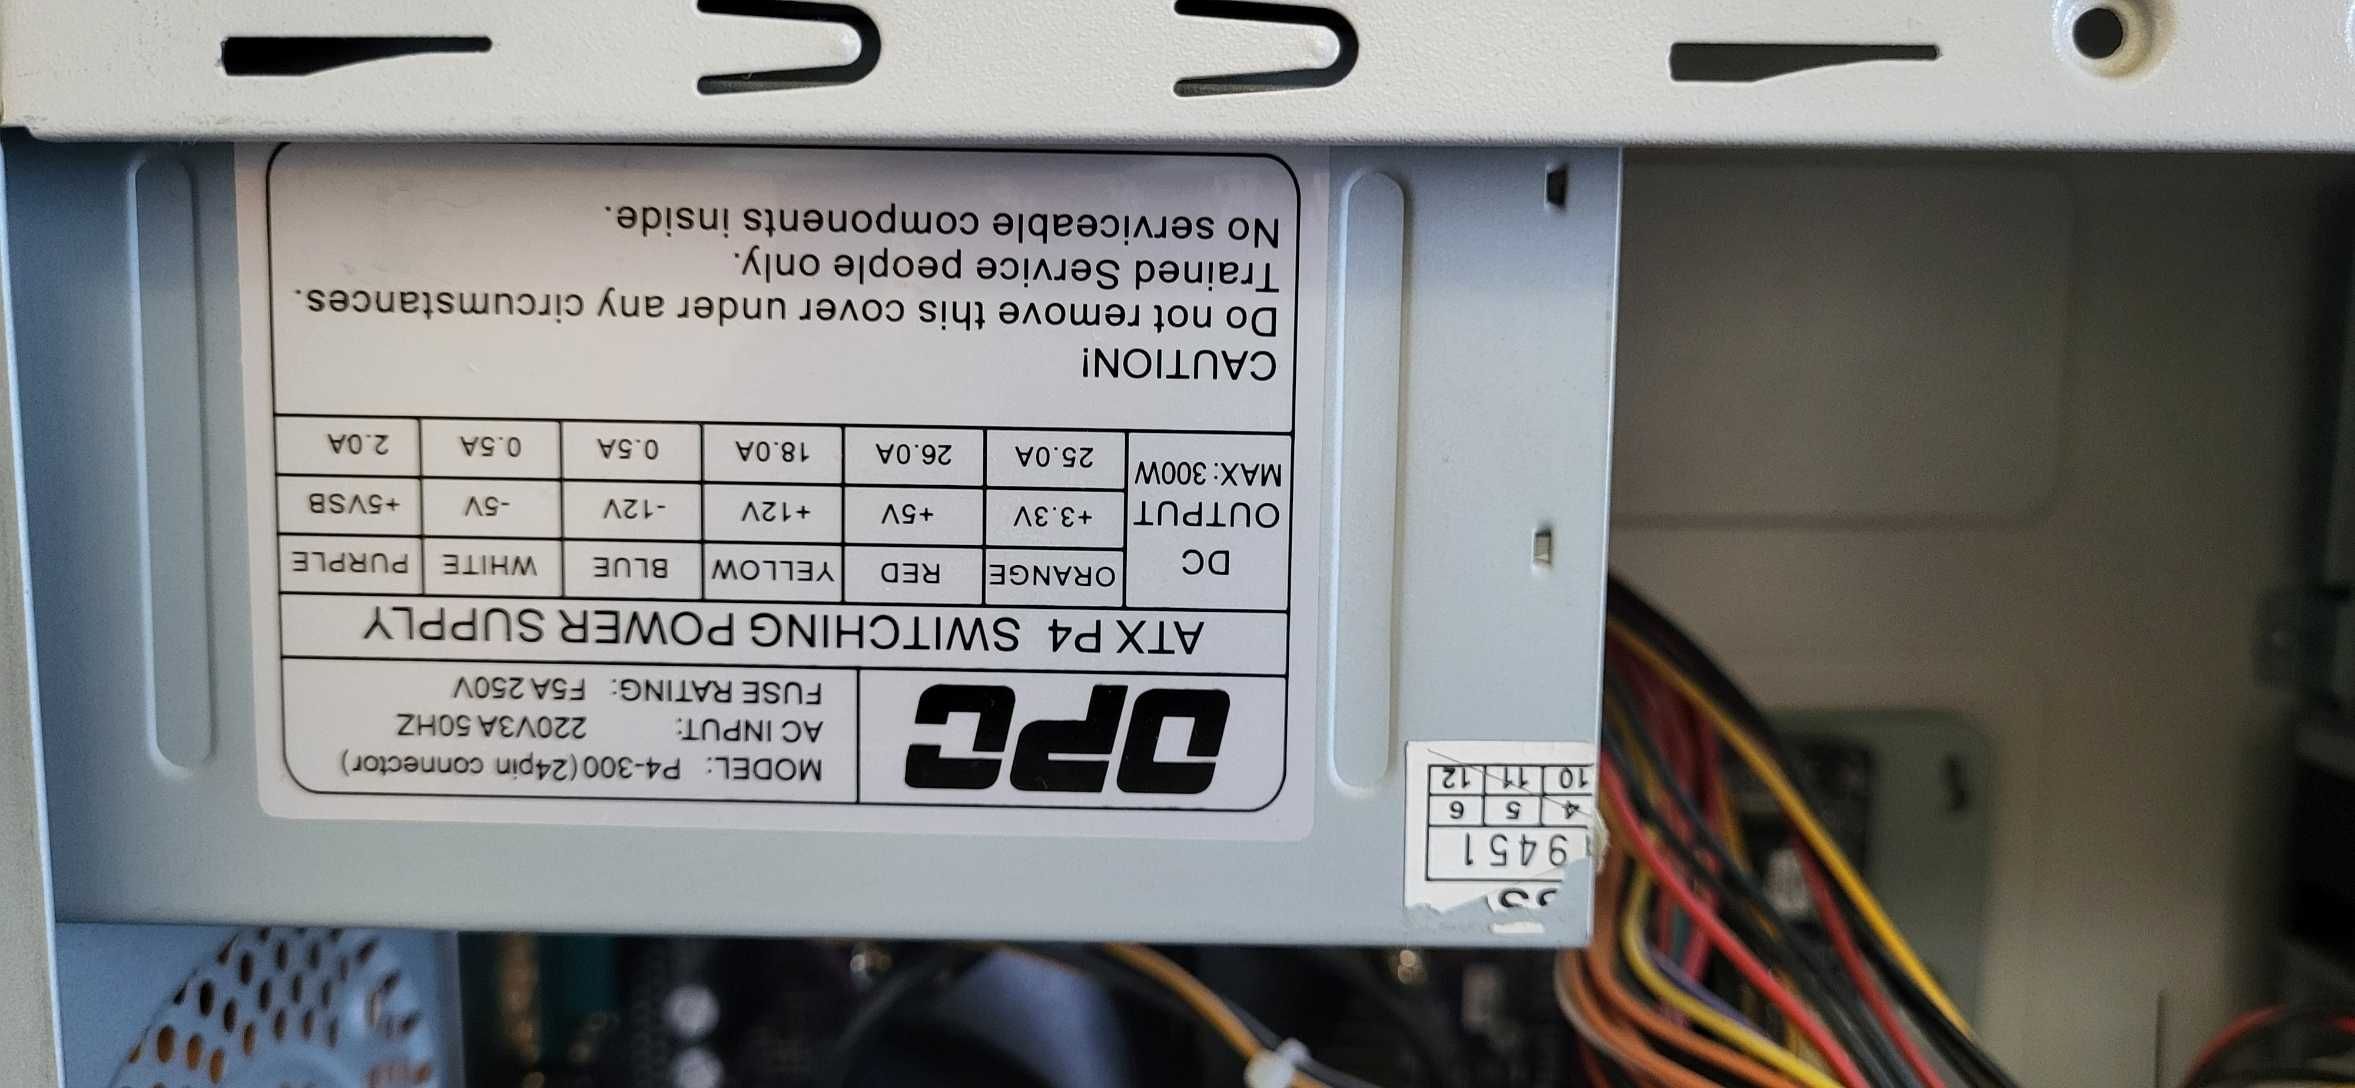 OPC
MODEL: P4-300(24pin connector)
AC INPUT: 220V3A 50HZ
FUSE RATING: F5A 250V
ATX P4 SWITCHING POWER SUPPLY
DC OUTPUT MAX: 300W
ORANGE RED YELLOW BLUE WHITE PURPLE
+3.3V +5V +12V -12V -5V +5VSB
25.0A 26.0A 18.0A 0.5A 0.5A 2.0A
CAUTION!
Do not remove this cover under any circumstances.
Trained Service people only.
No serviceable components inside.
9451
4 5 6
10 11 12